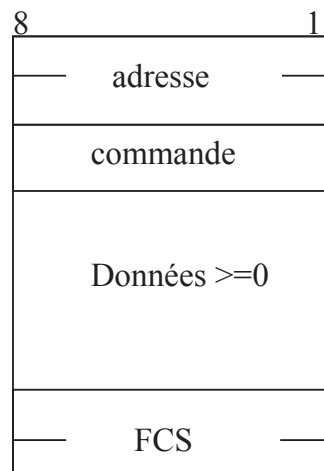 8 1
adresse
commande
Données >=0
FCS